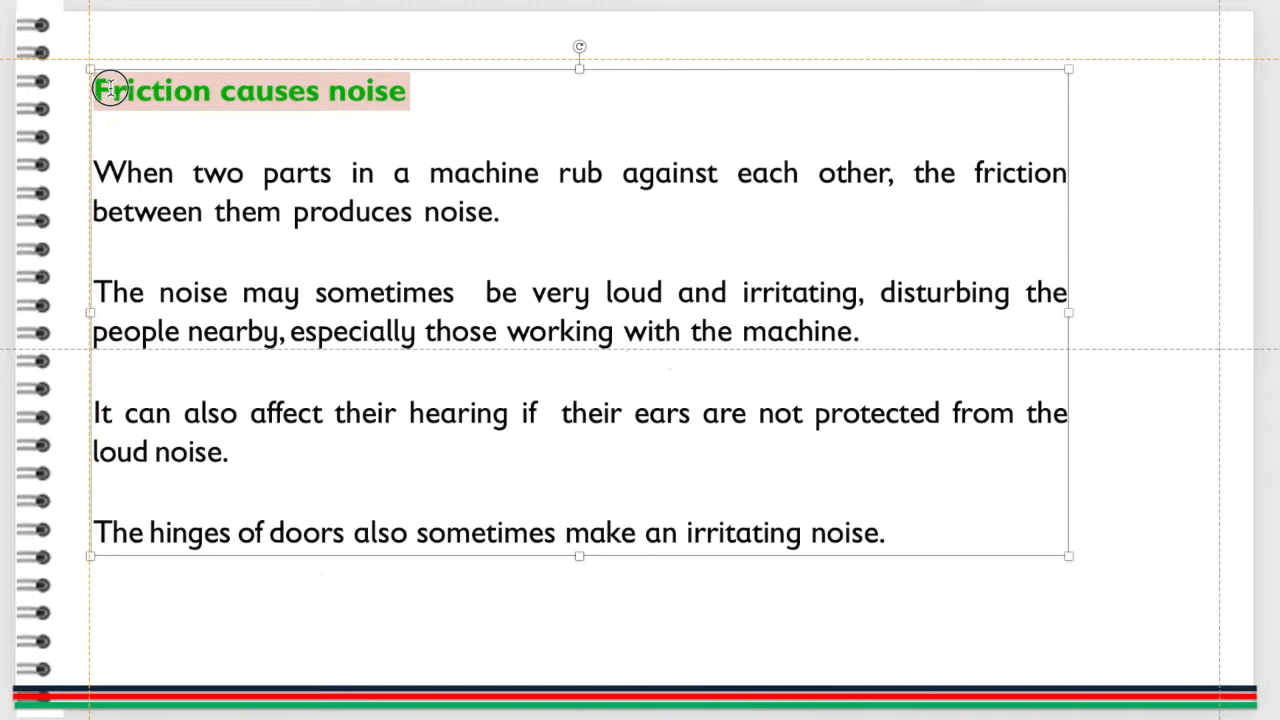 Friction causes noise
When two parts in a machine rub against each other, the friction
between them produces noise.
The noise may sometimes be very loud and irritating, disturbing the
people nearby, especially those working with the machine.
It can also affect their hearing if their ears are not protected from the
loud noise.
The hinges of doors also sometimes make an irritating noise.